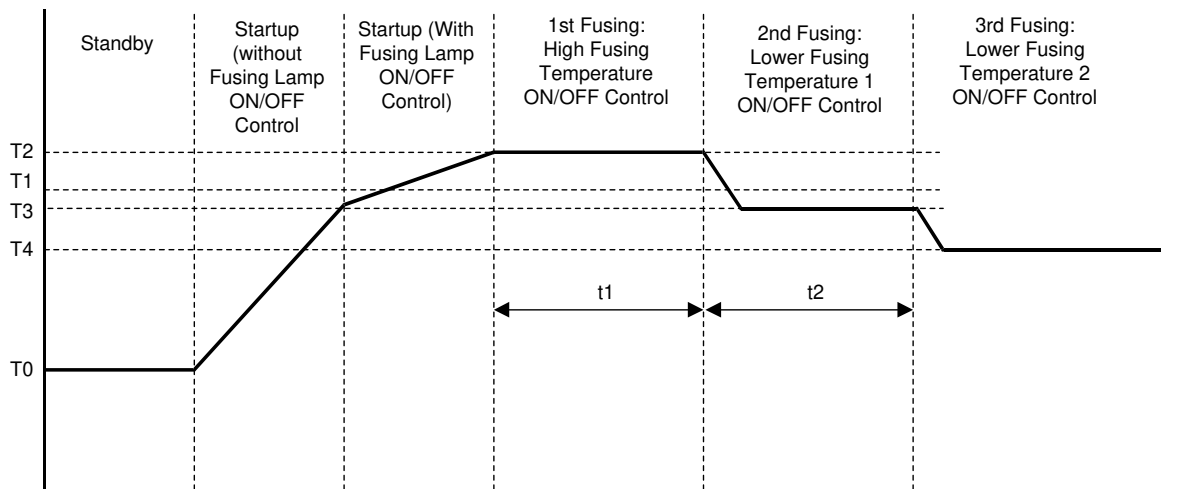 Standby
Startup
(without
Fusing Lamp
ON/OFF
Control
Startup (With
Fusing Lamp
ON/OFF
Control)
1st Fusing:
High Fusing
Temperature
ON/OFF Control
2nd Fusing:
Lower Fusing
Temperature 1
ON/OFF Control
3rd Fusing:
Lower Fusing
Temperature 2
ON/OFF Control
T2
T1
T3
T4
t1
t2
T0